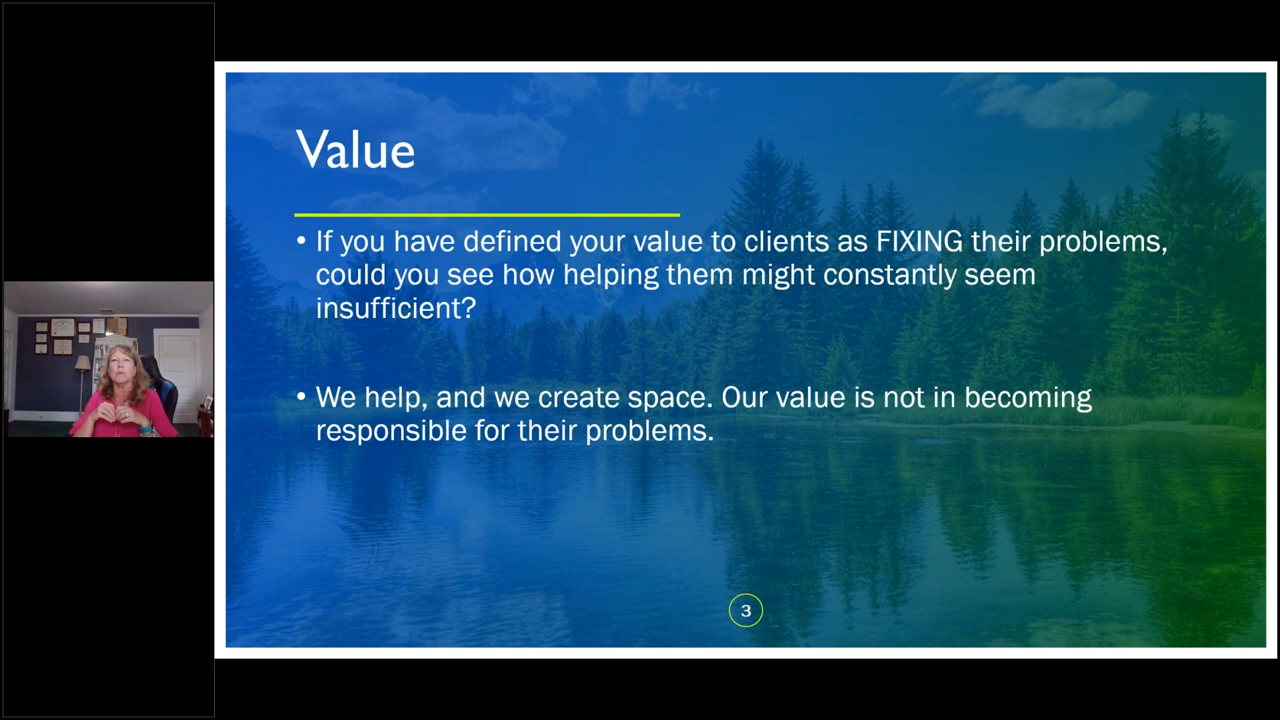 Value
• If you have defined your value to clients as FIXING their problems,
could you see how helping them might constantly seem
insufficient?
• We help, and we create space. Our value is not in becoming
responsible for their problems.
3